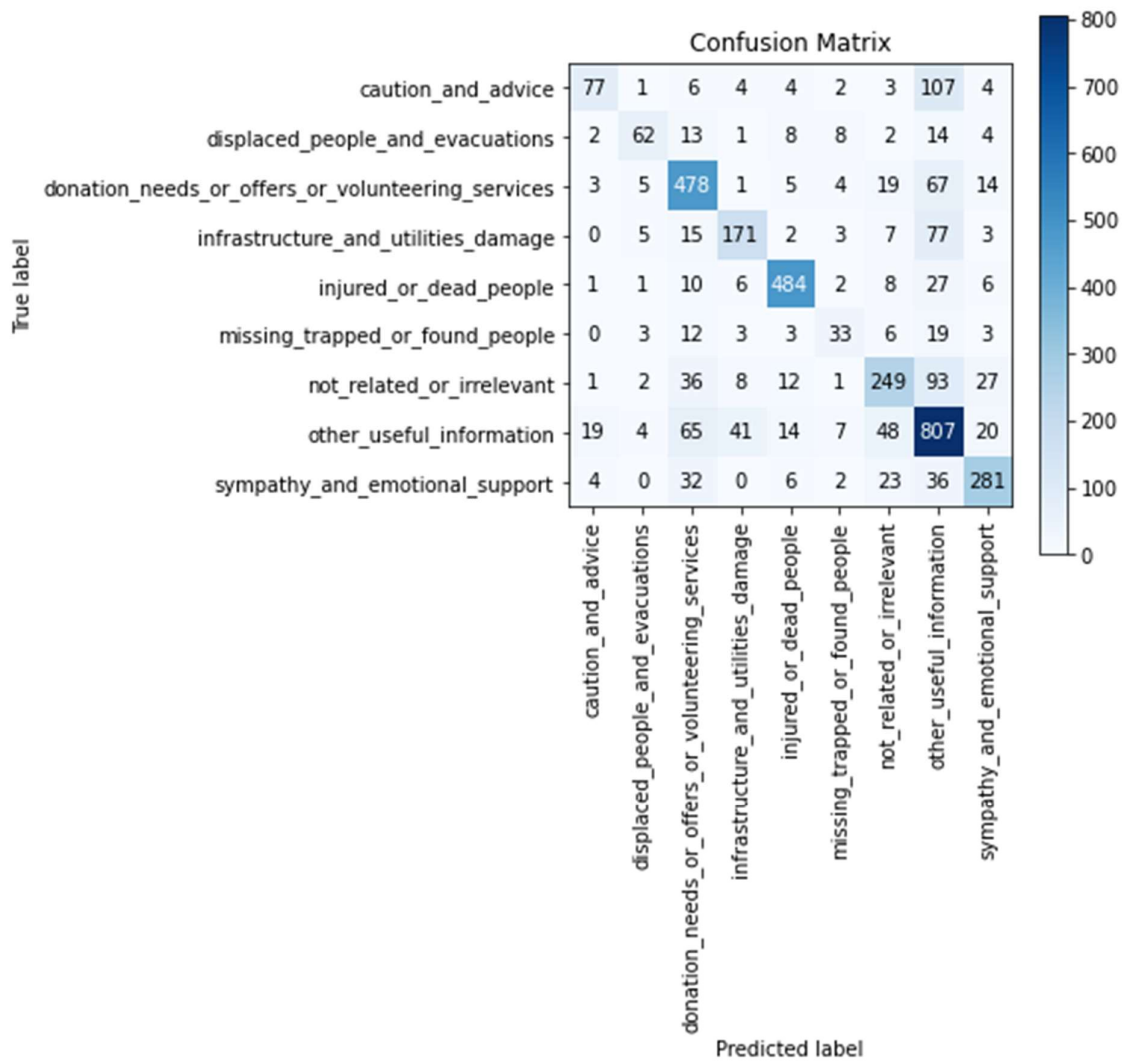 Confusion Matrix
True label
caution_and_advice 77 1 6 4 4 2 3 107 4
displaced_people_and_evacuations 2 62 13 1 8 8 2 14 4
donation_needs_or_offers_or_volunteering_services 3 5 478 1 5 4 19 67 14
infrastructure_and_utilities_damage 0 5 15 171 2 3 7 77 3
injured_or_dead_people 1 1 10 6 484 2 8 27 6
missing_trapped_or_found_people 0 3 12 3 3 33 6 19 3
not_related_or_irrelevant 1 2 36 8 12 1 249 93 27
other_useful_information 19 4 65 41 14 7 48 807 20
sympathy_and_emotional_support 4 0 32 0 6 2 23 36 281
caution_and_advice
displaced_people_and_evacuations
donation_needs_or_offers_or_volunteering_services
infrastructure_and_utilities_damage
injured_or_dead_people
missing_trapped_or_found_people
not_related_or_irrelevant
other_useful_information
sympathy_and_emotional_support
Predicted label
800
700
600
500
400
300
200
100
0